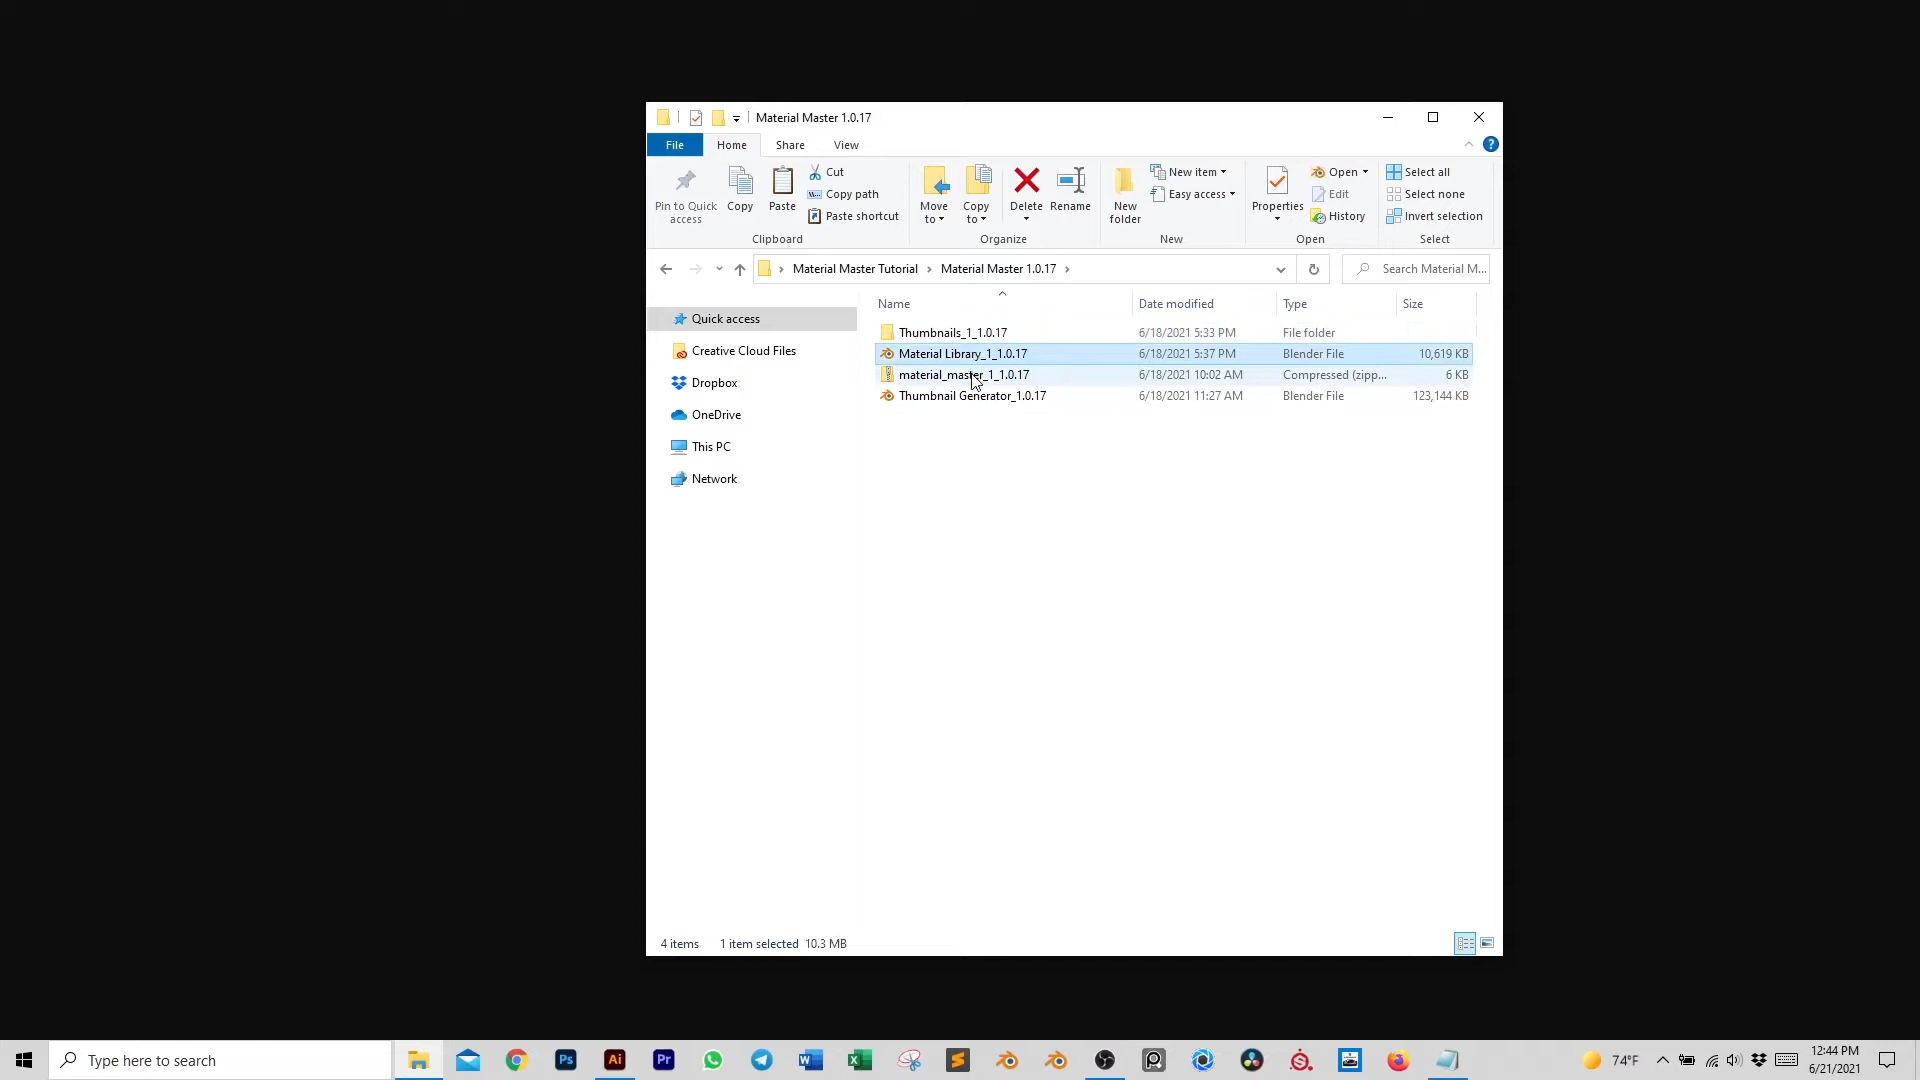 Material Master 1.0.17
File Home Share View
Pin to Quick access
Copy
Paste
Cut
Copy path
Paste shortcut
Move to
Copy to
Delete
Rename
New folder
New item
Easy access
Properties
Open
Edit
History
Select all
Select none
Invert selection
Clipboard Organize New Open Select
Material Master Tutorial Material Master 1.0.17 Search Material M...
Name Date modified Type Size
Quick access
Creative Cloud Files
Dropbox
OneDrive
This PC
Network
Thumbnails_1_1.0.17 6/18/2021 5:33 PM File folder
Material Library_1_1.0.17 6/18/2021 5:37 PM Blender File 10,619 KB
material_master_1_1.0.17 6/18/2021 10:02 AM Compressed (zipp... 6 KB
Thumbnail Generator_1.0.17 6/18/2021 11:27 AM Blender File 123,144 KB
4 items 1 item selected 10.3 MB
Type here to search
Ps
Ai
Pr
74°F
12:44 PM
6/21/2021